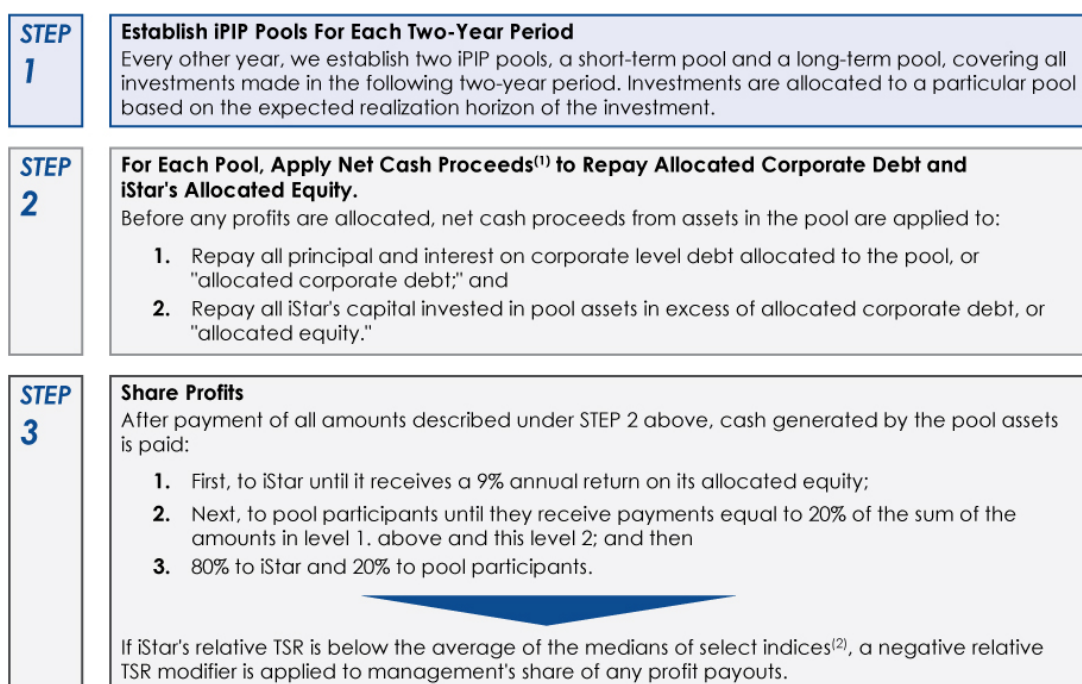 STEP
1
Establish iPIP Pools For Each Two-Year Period
Every other year, we establish two iPIP pools, a short-term pool and a long-term pool, covering all
investments made in the following two-year period. Investments are allocated to a particular pool
based on the expected realization horizon of the investment.
STEP
2
For Each Pool, Apply Net Cash Proceeds(1) to Repay Allocated Corporate Debt and
iStar's Allocated Equity.
Before any profits are allocated, net cash proceeds from assets in the pool are applied to:
1. Repay all principal and interest on corporate level debt allocated to the pool, or
"allocated corporate debt;" and
2. Repay all iStar's capital invested in pool assets in excess of allocated corporate debt, or
"allocated equity."
STEP
3
Share Profits
After payment of all amounts described under STEP 2 above, cash generated by the pool assets
is paid:
1. First, to iStar until it receives a 9% annual return on its allocated equity;
2. Next, to pool participants until they receive payments equal to 20% of the sum of the
amounts in level 1. above and this level 2; and then
3. 80% to iStar and 20% to pool participants.
If iStar's relative TSR is below the average of the medians of select indices(2), a negative relative
TSR modifier is applied to management's share of any profit payouts.